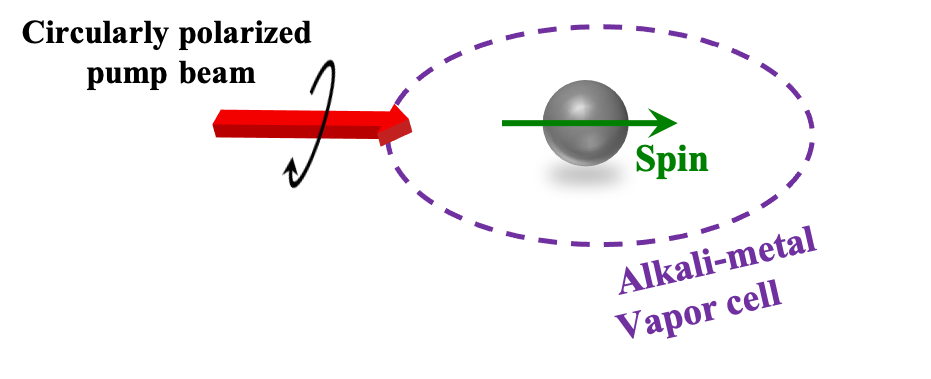 Circularly polarized
pump beam
Spin
Alkali-metal
Vapor cell